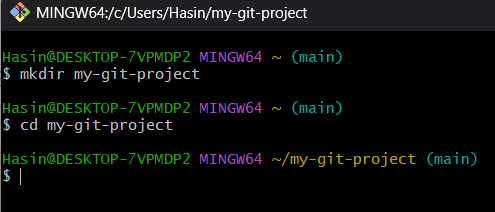 MINGW64:/c/Users/Hasin/my-git-project
Hasin@DESKTOP-7VPMDP2 MINGW64 ~ (main)
$ mkdir my-git-project
Hasin@DESKTOP-7VPMDP2 MINGW64 ~ (main)
$ cd my-git-project
Hasin@DESKTOP-7VPMDP2 MINGW64 ~/my-git-project (main)
$